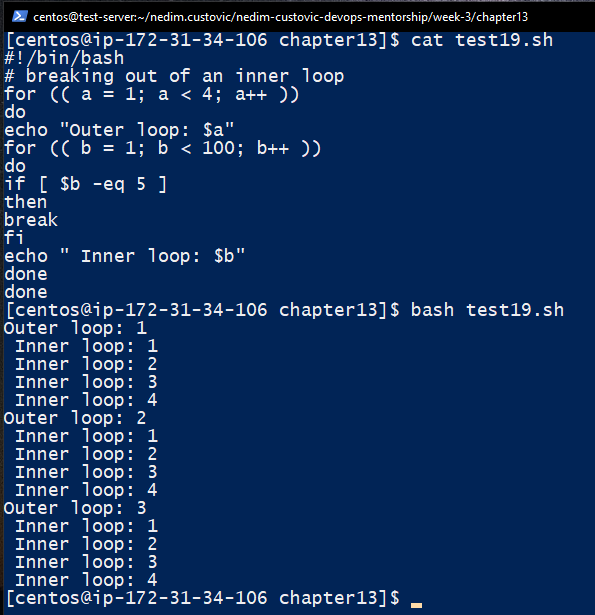 centos@test-server:~/nedim.custovic/nedim-custovic-devops-mentorship/week-3/chapter13
[centos@ip-172-31-34-106 chapter13]$ cat test19.sh
#!/bin/bash
# breaking out of an inner loop
for (( a = 1; a < 4; a++ ))
do
echo "Outer loop: $a"
for (( b = 1; b < 100; b++ ))
do
if [ $b -eq 5 ]
then
break
fi
echo " Inner loop: $b"
done
done
[centos@ip-172-31-34-106 chapter13]$ bash test19.sh
Outer loop: 1
 Inner loop: 1
 Inner loop: 2
 Inner loop: 3
 Inner loop: 4
Outer loop: 2
 Inner loop: 1
 Inner loop: 2
 Inner loop: 3
 Inner loop: 4
Outer loop: 3
 Inner loop: 1
 Inner loop: 2
 Inner loop: 3
 Inner loop: 4
[centos@ip-172-31-34-106 chapter13]$